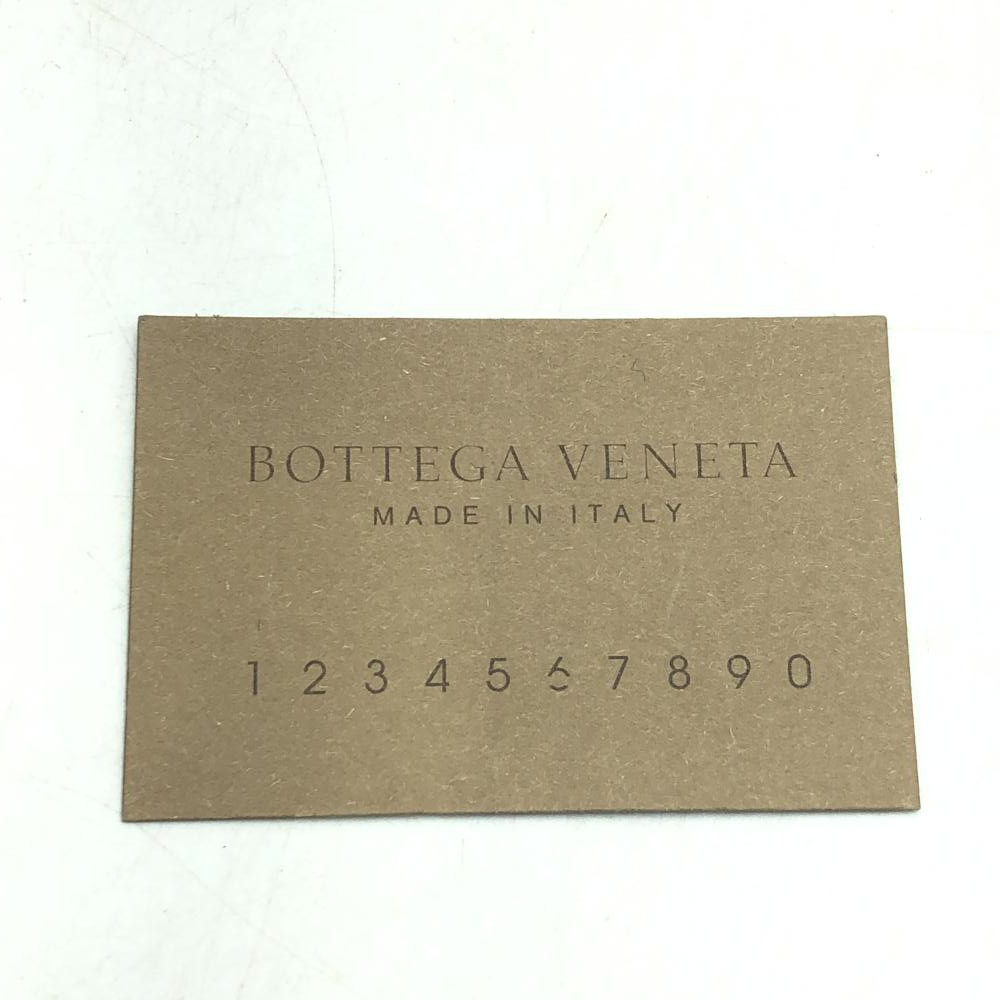 BOTTEGA VENETA
MADE IN ITALY
1 2 3 4 5 6 7 8 9 0